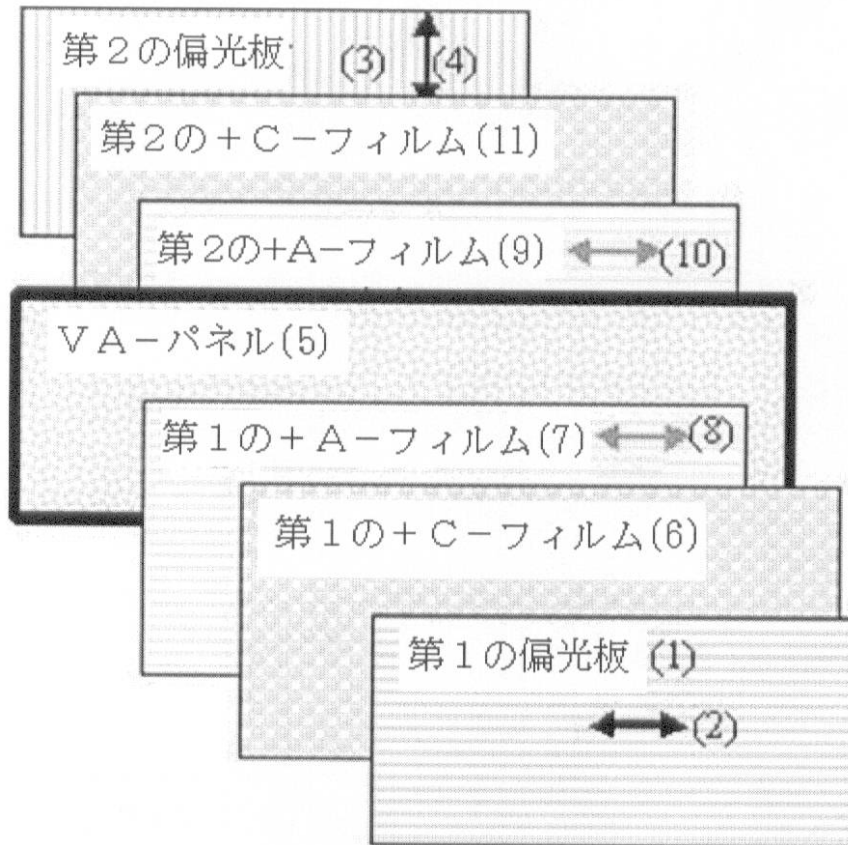 第２の偏光板 (3) (4)
第２の＋Ｃ－フィルム(11)
第２の+A-フィルム(9) (10)
ＶＡ－パネル(5)
第１の＋Ａ－フィルム(7) (8)
第１の＋Ｃ－フィルム(6)
第１の偏光板 (1)
(2)